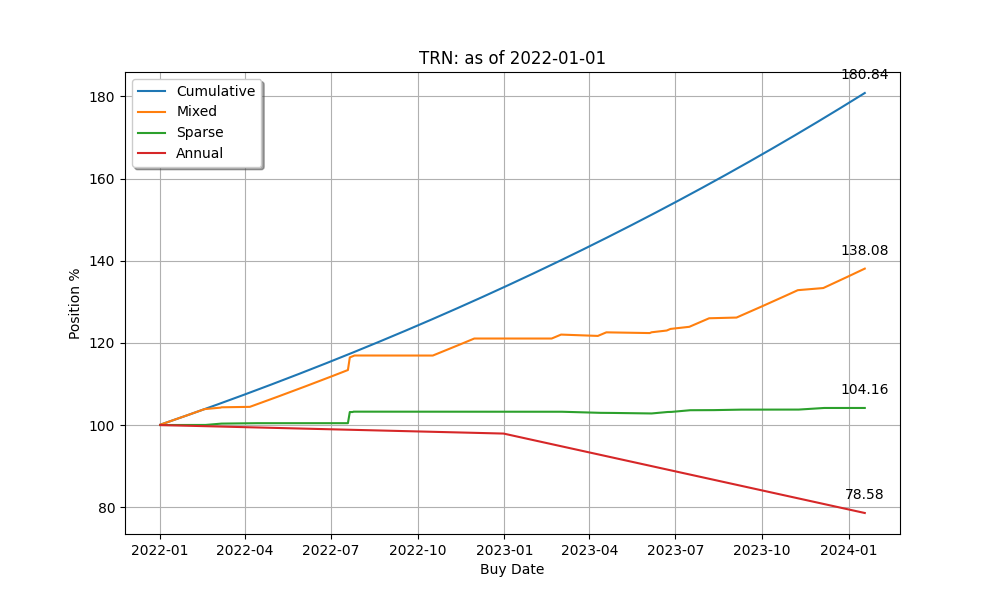 TRN: as of 2022-01-01
Cumulative
Mixed
Sparse
Annual
180.84
138.08
104.16
78.58
Position %
180
160
140
120
100
80
2022-01 2022-04 2022-07 2022-10 2023-01 2023-04 2023-07 2023-10 2024-01
Buy Date